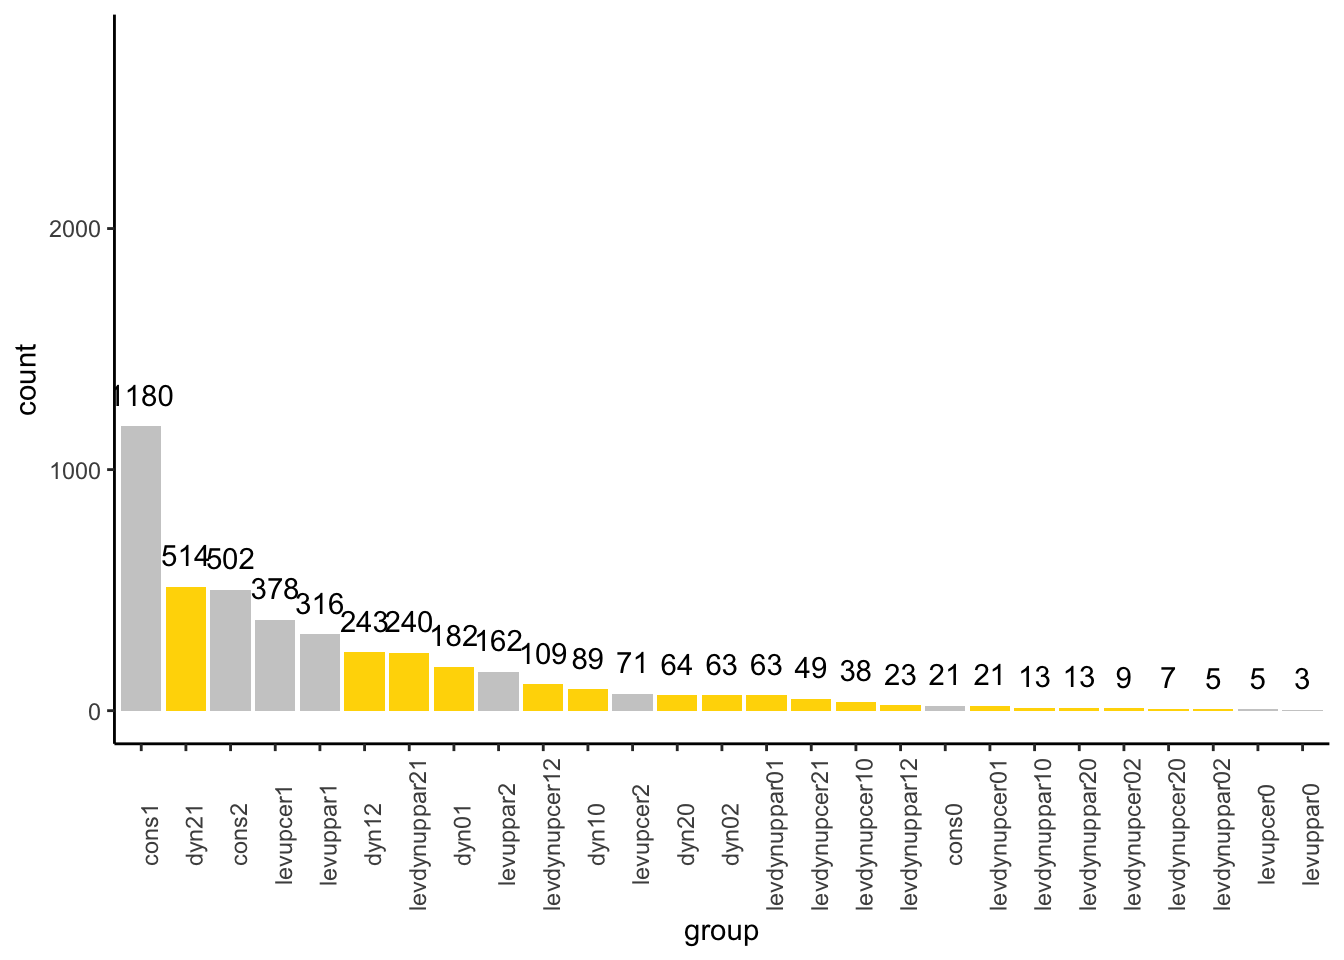 count
2000
1000
0
1180
514
502
378
316
243
240
182
162
109
89
71
64
63
63
49
38
23
21
21
13
13
9
7
5
5
3
cons1
dyn21
cons2
levupcer1
levuppar1
dyn12
levdynuppar21
dyn01
levuppar2
levdynupcer12
dyn10
levupcer2
dyn20
dyn02
levdynuppar01
levdynupcer21
levdynupcer10
levdynuppar12
cons0
levdynupcer01
levdynuppar10
levdynuppar20
levdynupcer02
levdynupcer20
levdynuppar02
levupcer0
levuppar0
group